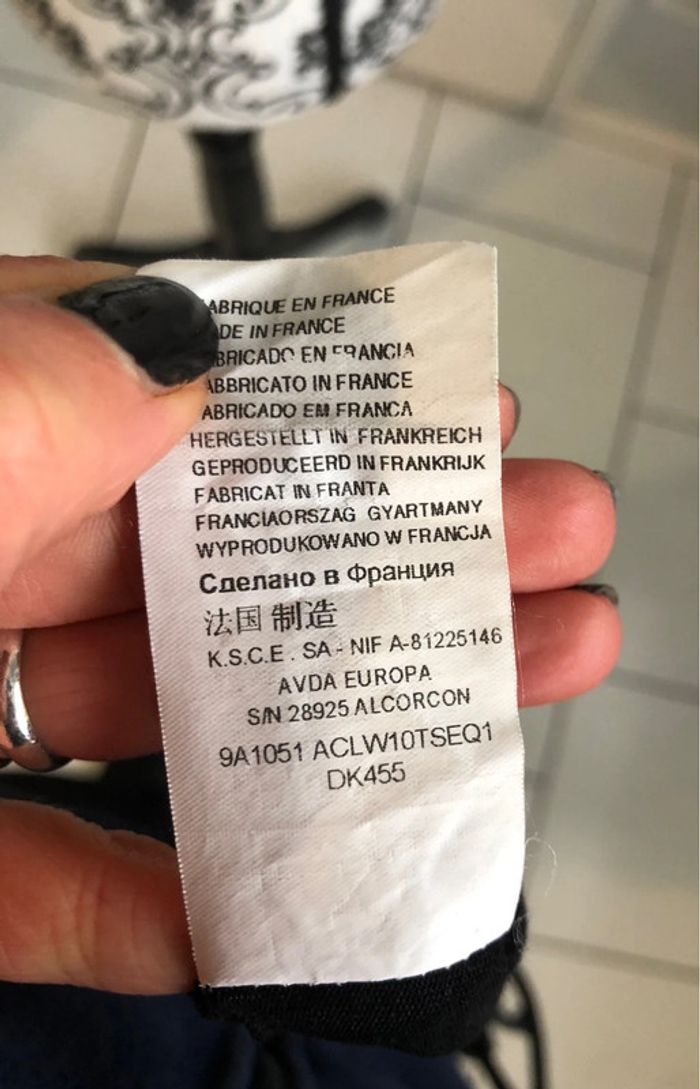 ABRIQUE EN FRANCE
DE IN FRANCE
BRICADO EN FRANCIA
ABBRICATO IN FRANCE
ABRICADO EM FRANCA
HERGESTELLT IN FRANKREICH
GEPRODUCEERD IN FRANKRIJK
FABRICAT IN FRANTA
FRANCIAORSZAG GYARTMANY
WYPRODUKOWANO W FRANCJA
Сделано в Франция
法国 制造
K.S.C.E . SA - NIF A-81225146
AVDA EUROPA
S/N 28925 ALCORCON
9A1051 ACLW10TSEQ1
DK455